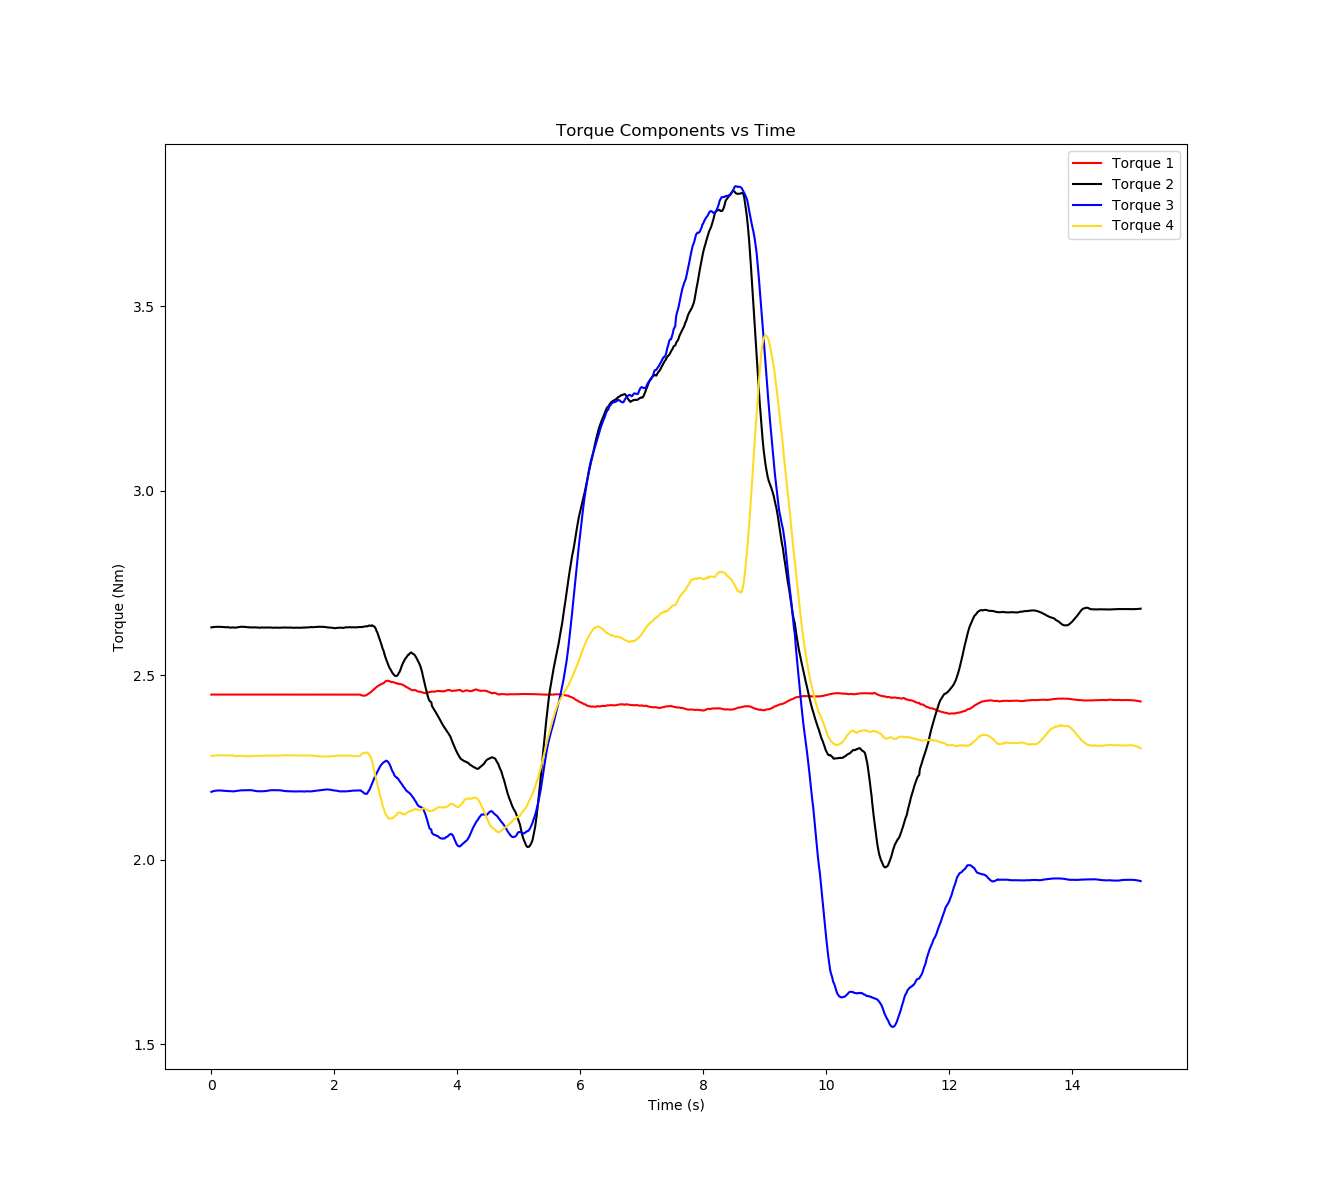 Torque Components vs Time
Torque 1
Torque 2
Torque 3
Torque 4
3.5
3.0
2.5
2.0
1.5
Torque (Nm)
0 2 4 6 8 10 12 14
Time (s)